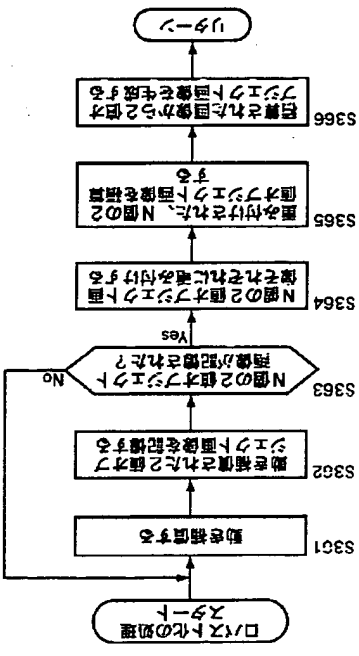 ロバスト化の処理
スタート
S361
動き補償する
S362
動き補償された2値オブ
ジェクト画像を記憶する
S363
N個の2値オブジェクト
画像が記憶された?
No
Yes
S364
N個の2値オブジェクト画
像それぞれに重み付けする
S365
重み付けされた、N個の2
値オブジェクト画像を積算
する
S366
積算された画像から2値オ
ブジェクト画像を生成する
リターン